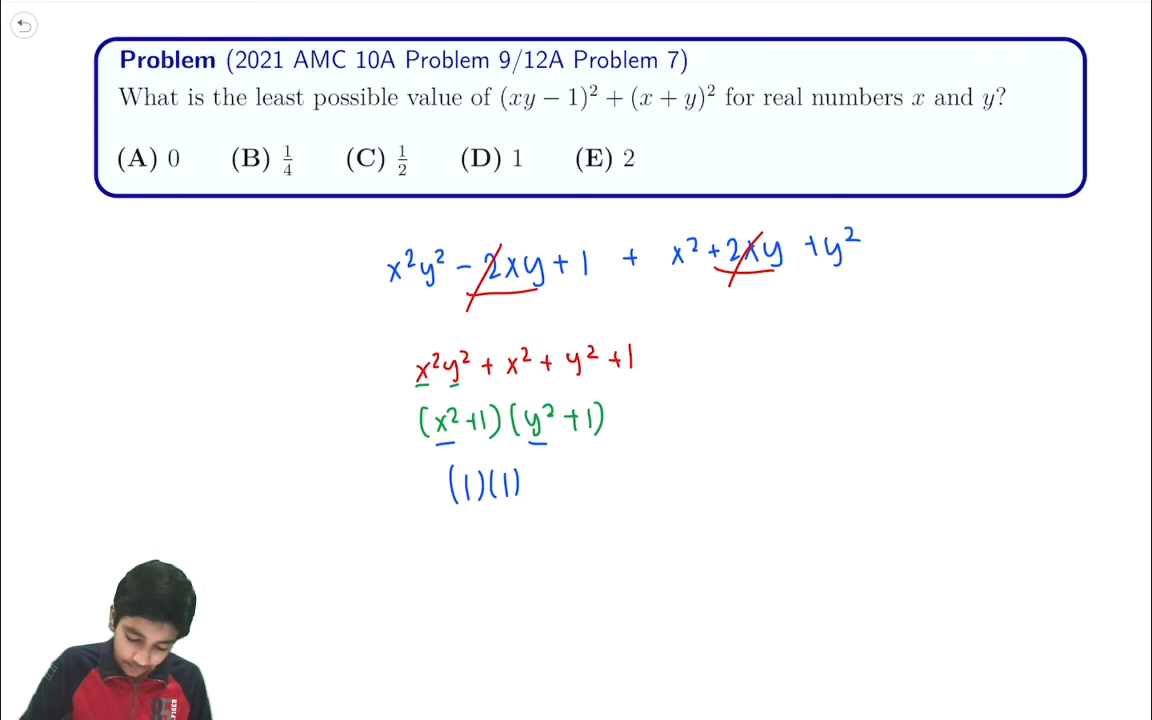 Problem (2021 AMC 10A Problem 9/12A Problem 7)
What is the least possible value of (xy − 1)² + (x + y)² for real numbers x and y?
(A) 0 (B) 1/4 (C) 1/2 (D) 1 (E) 2
x²y² − 2xy + 1 + x² + 2xy + y²
x²y² + x² + y² + 1
(x² + 1)(y² + 1)
(1)(1)